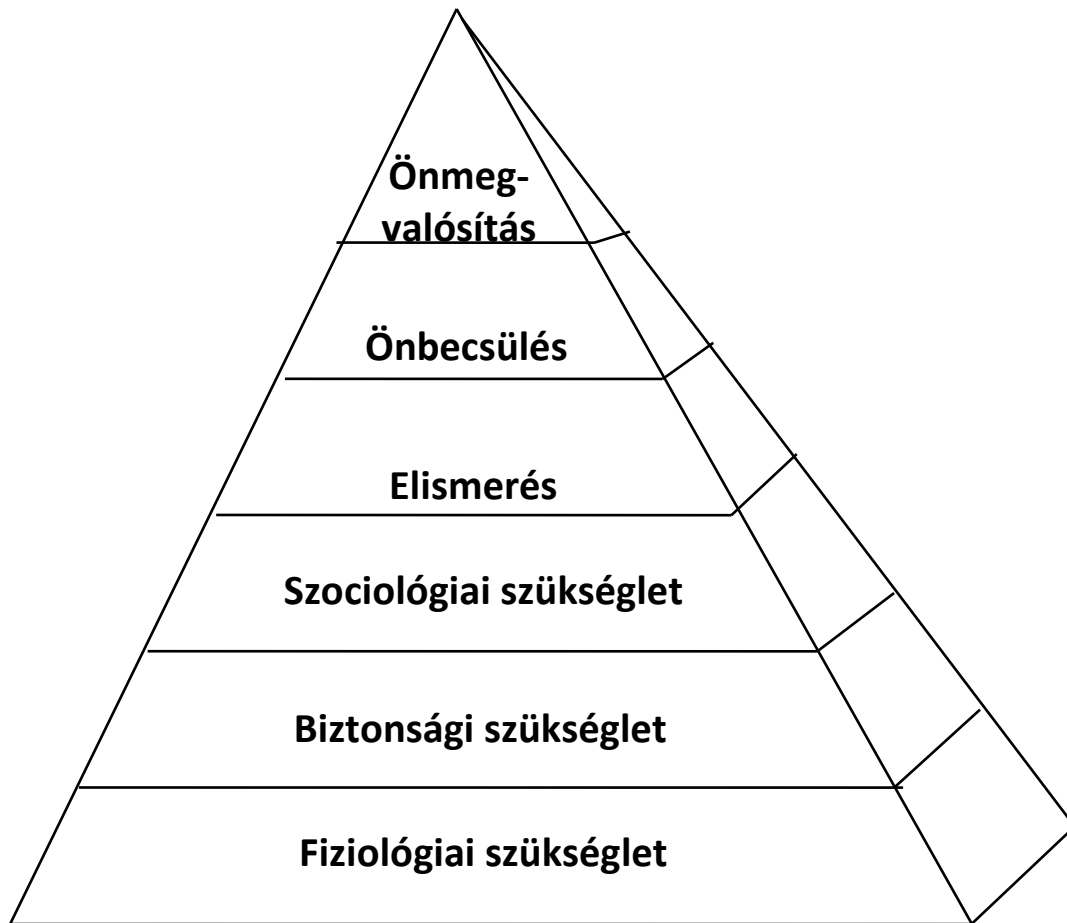 Önmeg-
valósítás
Önbecsülés
Elismerés
Szociológiai szükséglet
Biztonsági szükséglet
Fiziológiai szükséglet